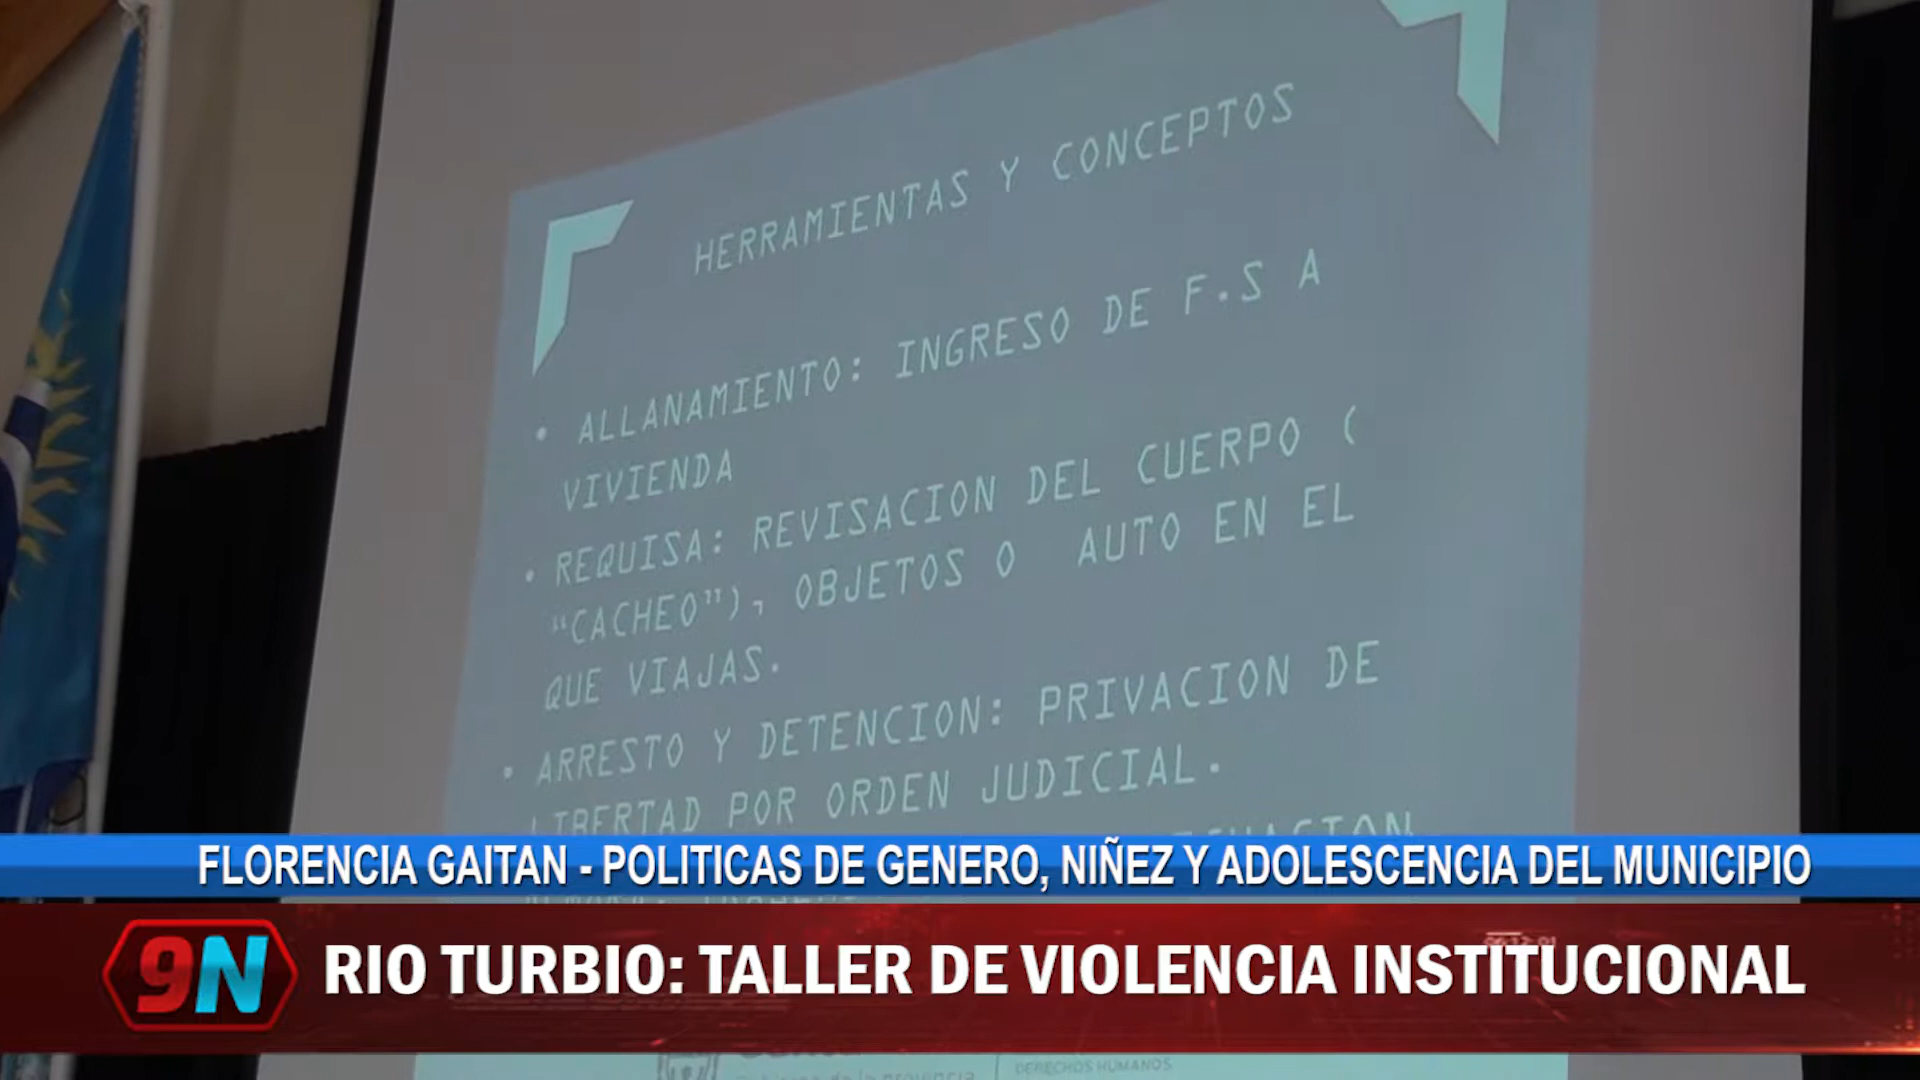 HERRAMIENTAS Y CONCEPTOS
• ALLANAMIENTO: INGRESO DE F.S A
VIVIENDA
• REQUISA: REVISACION DEL CUERPO (
“CACHEO”), OBJETOS O AUTO EN EL
QUE VIAJAS.
• ARRESTO Y DETENCION: PRIVACION DE
LIBERTAD POR ORDEN JUDICIAL.
FLORENCIA GAITAN - POLITICAS DE GENERO, NIÑEZ Y ADOLESCENCIA DEL MUNICIPIO
9N
RIO TURBIO: TALLER DE VIOLENCIA INSTITUCIONAL
DERECHOS HUMANOS